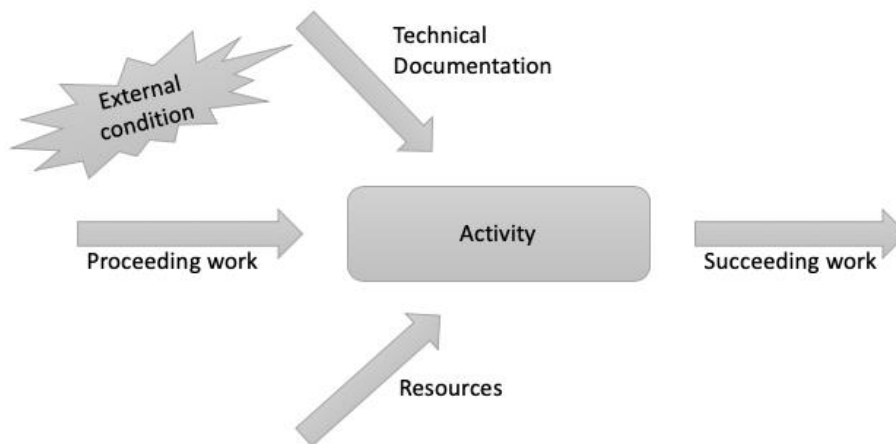 Technical
Documentation
External
condition
Activity
Proceeding work
Succeeding work
Resources